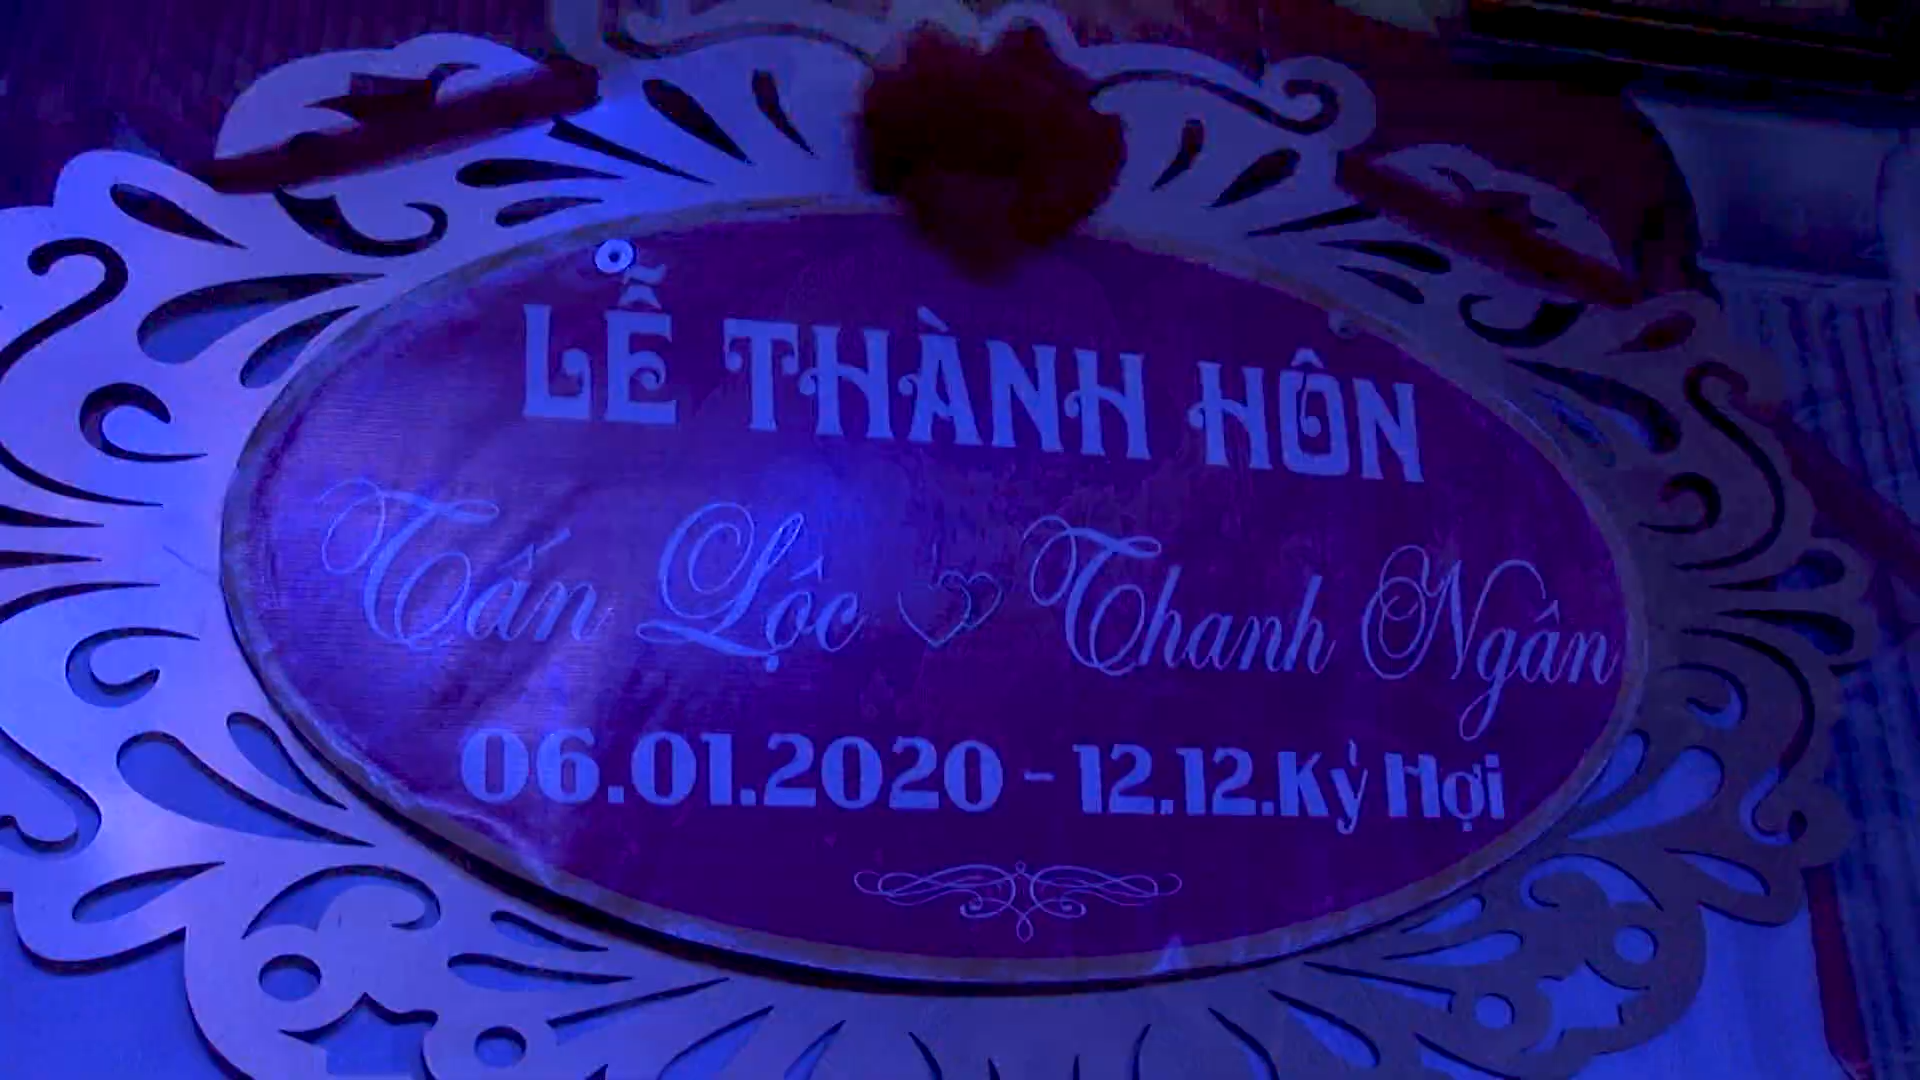 LỄ THÀNH HÔN
Tấn Lộc Thanh Ngân
06.01.2020 - 12.12.Kỷ Hợi